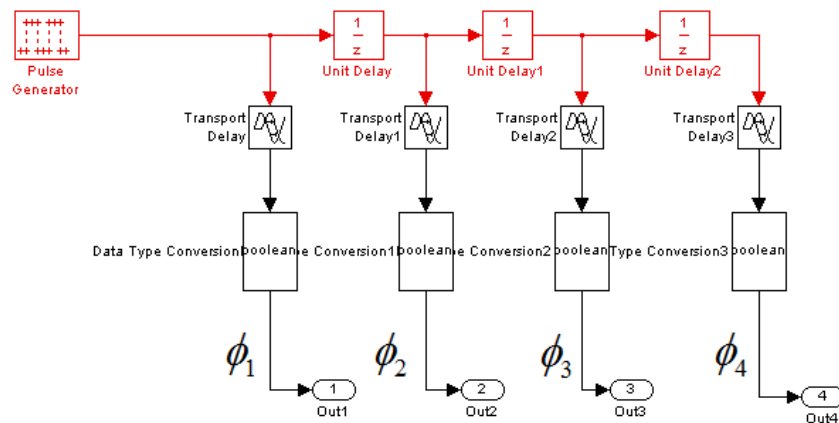 1
z
1
z
1
z
Pulse
Generator
Unit Delay
Unit Delay1
Unit Delay2
Transport
Delay
Transport
Delay1
Transport
Delay2
Transport
Delay3
Data Type Conversion
boolean
e Conversion1
boolean
e Conversion2
boolean
Type Conversion3
boolean
ϕ1
ϕ2
ϕ3
ϕ4
1
Out1
2
Out2
3
Out3
4
Out4